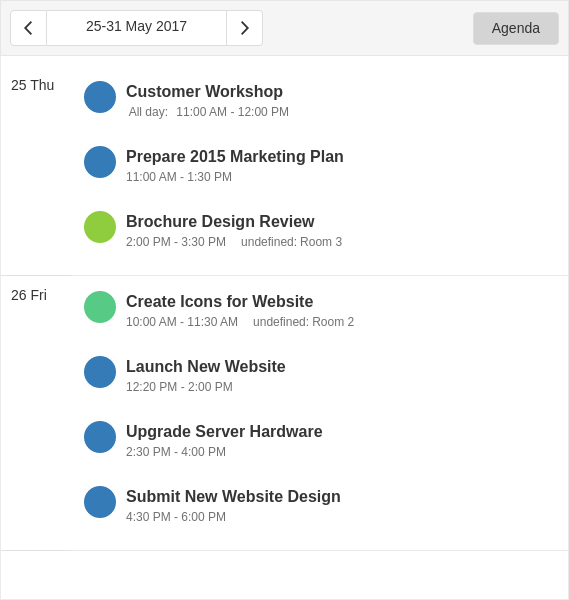 25-31 May 2017
Agenda
25 Thu
Customer Workshop
All day: 11:00 AM - 12:00 PM
Prepare 2015 Marketing Plan
11:00 AM - 1:30 PM
Brochure Design Review
2:00 PM - 3:30 PM undefined: Room 3
26 Fri
Create Icons for Website
10:00 AM - 11:30 AM undefined: Room 2
Launch New Website
12:20 PM - 2:00 PM
Upgrade Server Hardware
2:30 PM - 4:00 PM
Submit New Website Design
4:30 PM - 6:00 PM